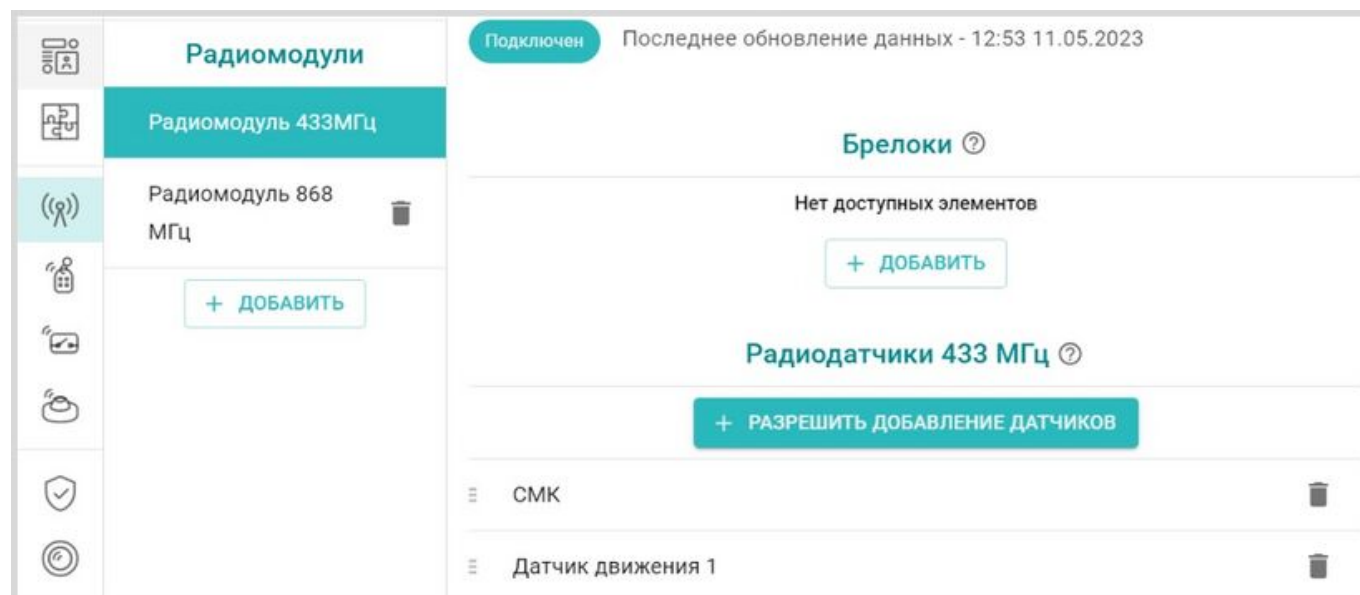 Радиомодули
Радиомодуль 433МГц
Радиомодуль 868
МГц
+ ДОБАВИТЬ
Подключен
Последнее обновление данных - 12:53 11.05.2023
Брелоки ?
Нет доступных элементов
+ ДОБАВИТЬ
Радиодатчики 433 МГц ?
+ РАЗРЕШИТЬ ДОБАВЛЕНИЕ ДАТЧИКОВ
СМК
Датчик движения 1